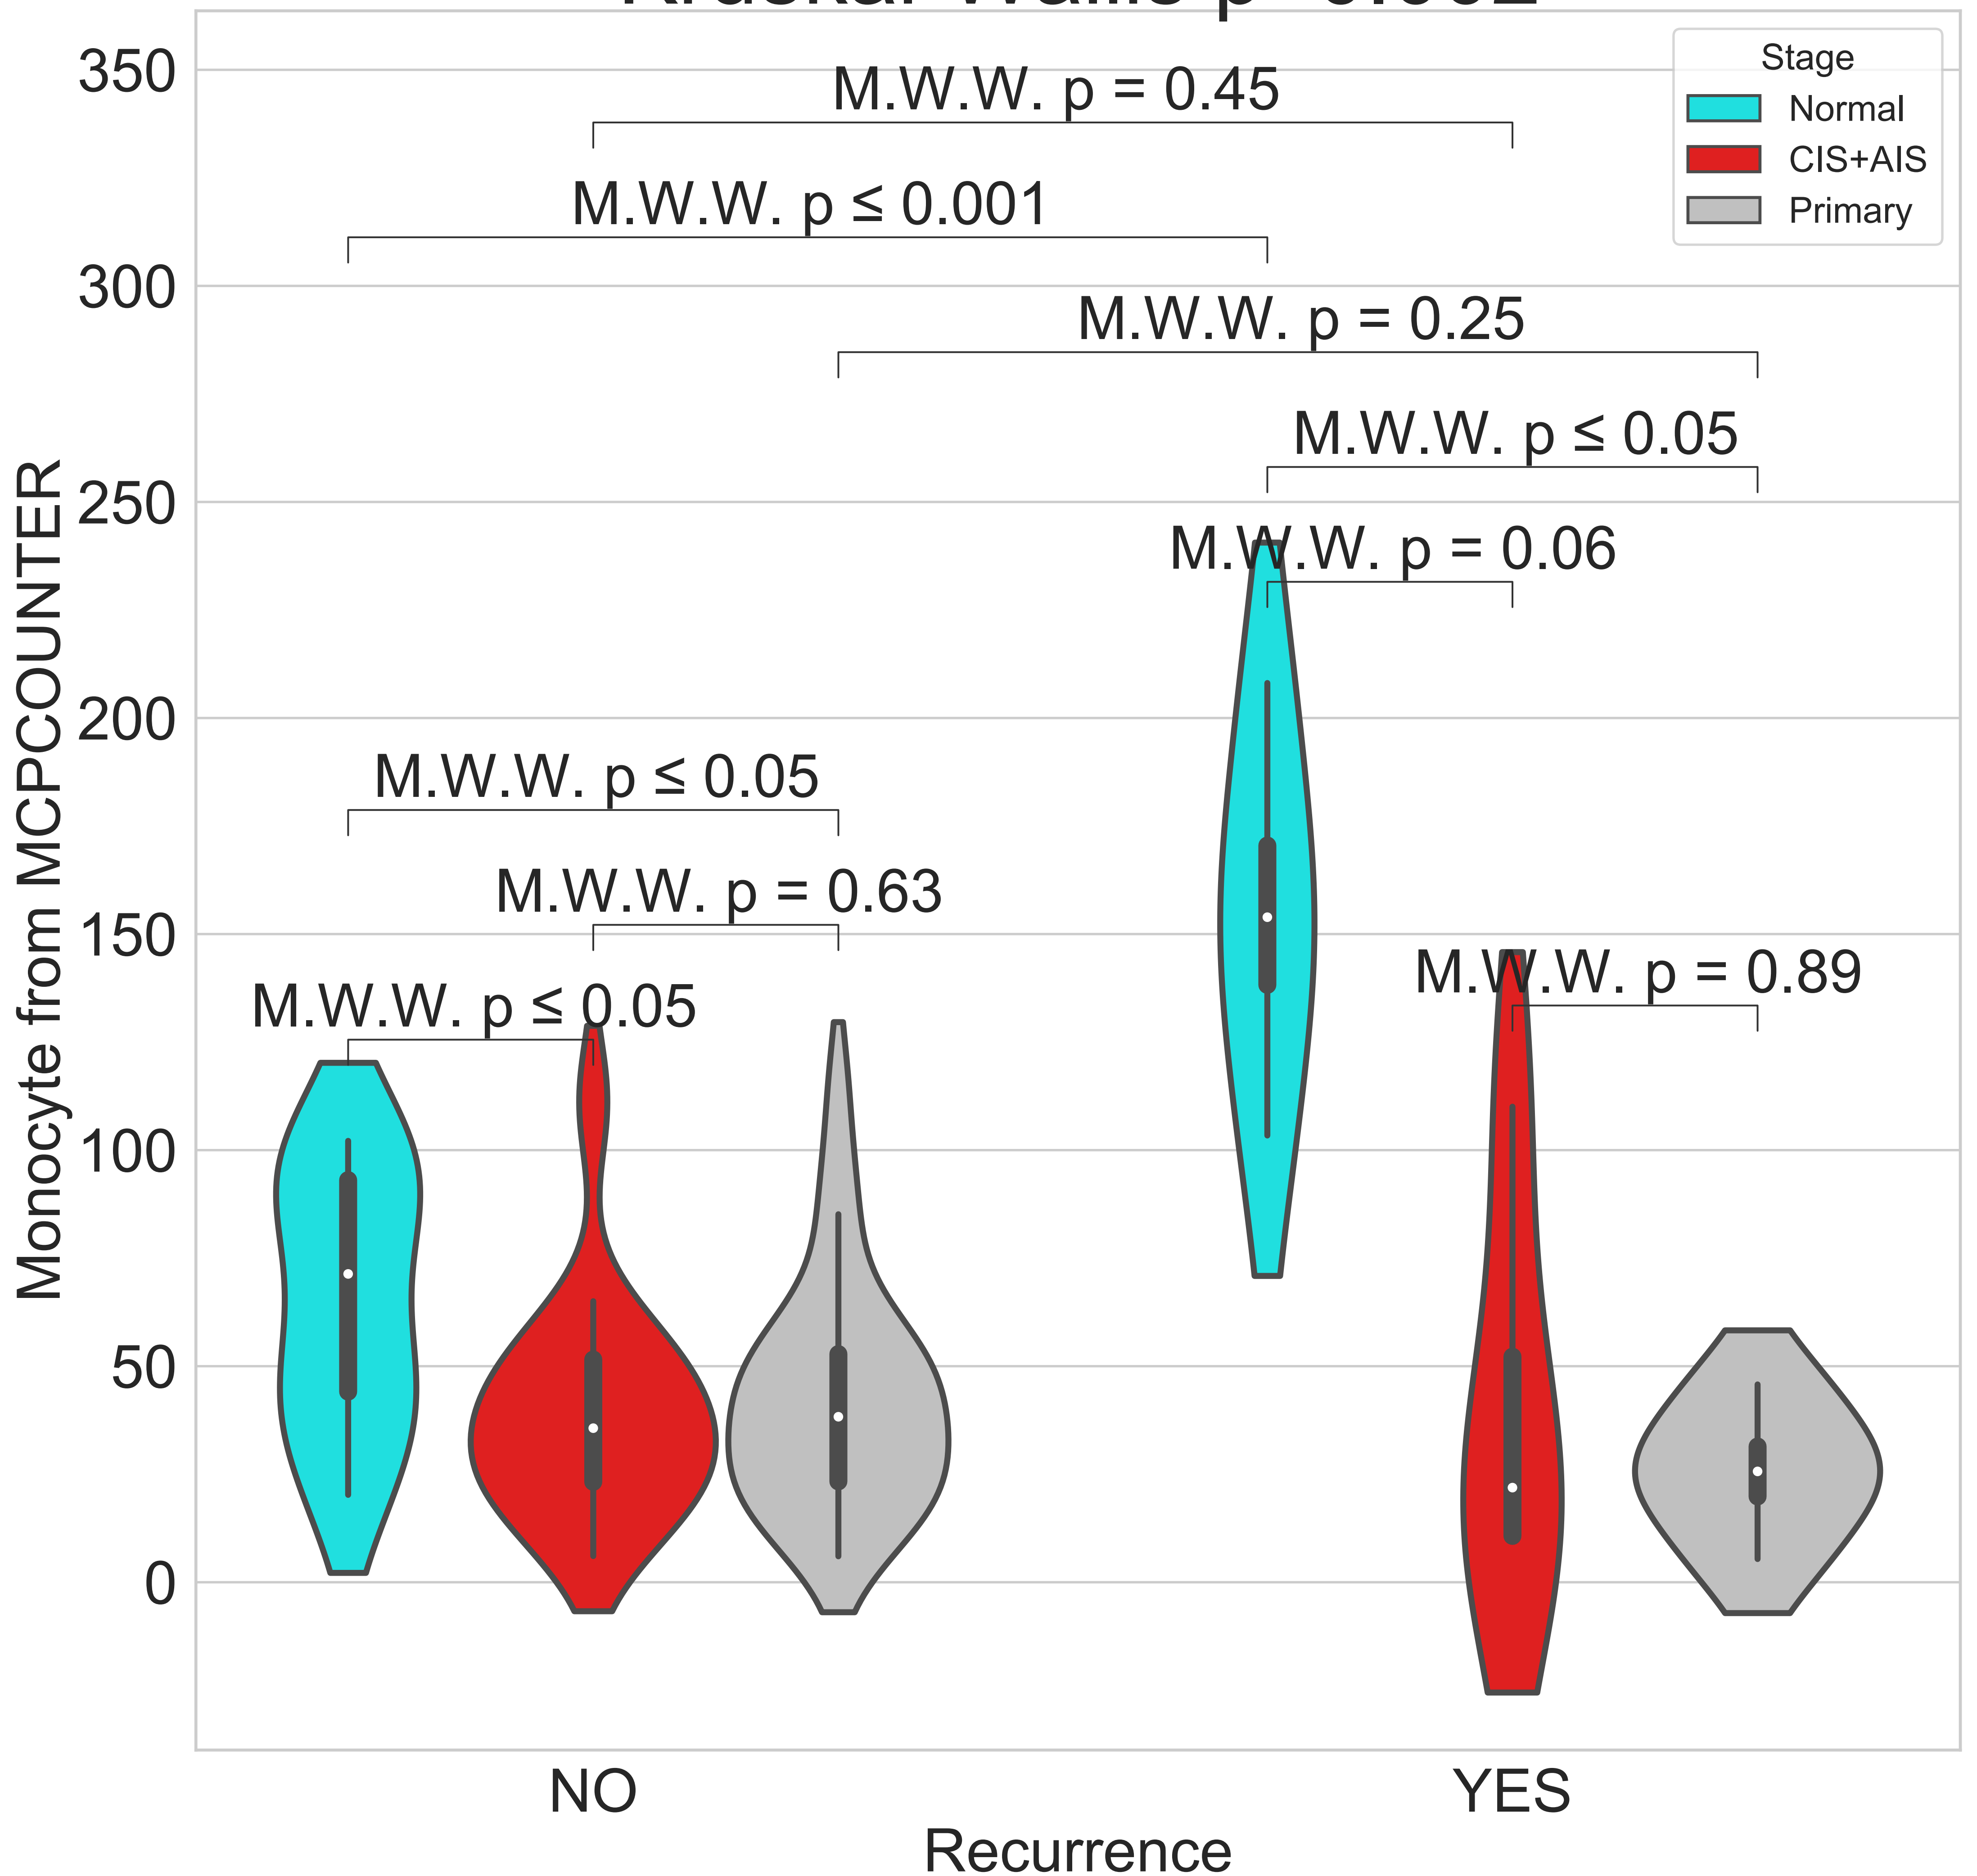 350
300
250
200
150
100
50
0
Monocyte from MCPCOUNTER
Stage
Normal
CIS+AIS
Primary
M.W.W. p = 0.45
M.W.W. p ≤ 0.001
M.W.W. p = 0.25
M.W.W. p ≤ 0.05
M.W.W. p = 0.06
M.W.W. p ≤ 0.05
M.W.W. p = 0.63
M.W.W. p = 0.89
M.W.W. p ≤ 0.05
NO
YES
Recurrence